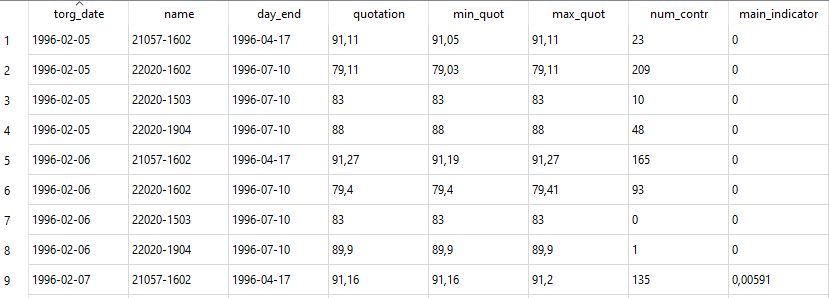 torg_date name day_end quotation min_quot max_quot num_contr main_indicator
1 1996-02-05 21057-1602 1996-04-17 91,11 91,05 91,11 23 0
2 1996-02-05 22020-1602 1996-07-10 79,11 79,03 79,11 209 0
3 1996-02-05 22020-1503 1996-07-10 83 83 83 10 0
4 1996-02-05 22020-1904 1996-07-10 88 88 88 48 0
5 1996-02-06 21057-1602 1996-04-17 91,27 91,19 91,27 165 0
6 1996-02-06 22020-1602 1996-07-10 79,4 79,4 79,41 93 0
7 1996-02-06 22020-1503 1996-07-10 83 83 83 0 0
8 1996-02-06 22020-1904 1996-07-10 89,9 89,9 89,9 1 0
9 1996-02-07 21057-1602 1996-04-17 91,16 91,16 91,2 135 0,00591